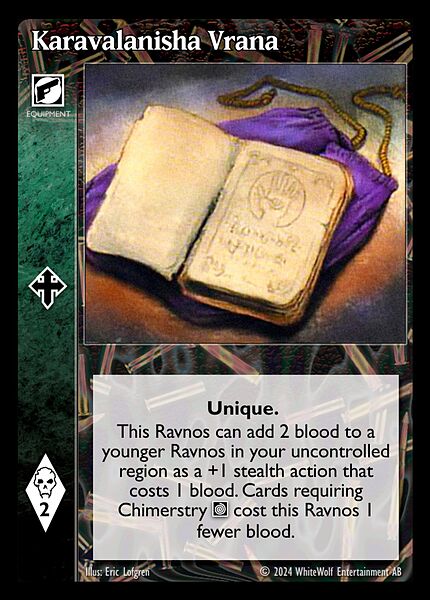 Karavalanisha Vrana
EQUIPMENT
Unique.
This Ravnos can add 2 blood to a
younger Ravnos in your uncontrolled
region as a +1 stealth action that
costs 1 blood. Cards requiring
Chimerstry cost this Ravnos 1
fewer blood.
2
Illus: Eric Lofgren
© 2024 WhiteWolf Entertainment AB